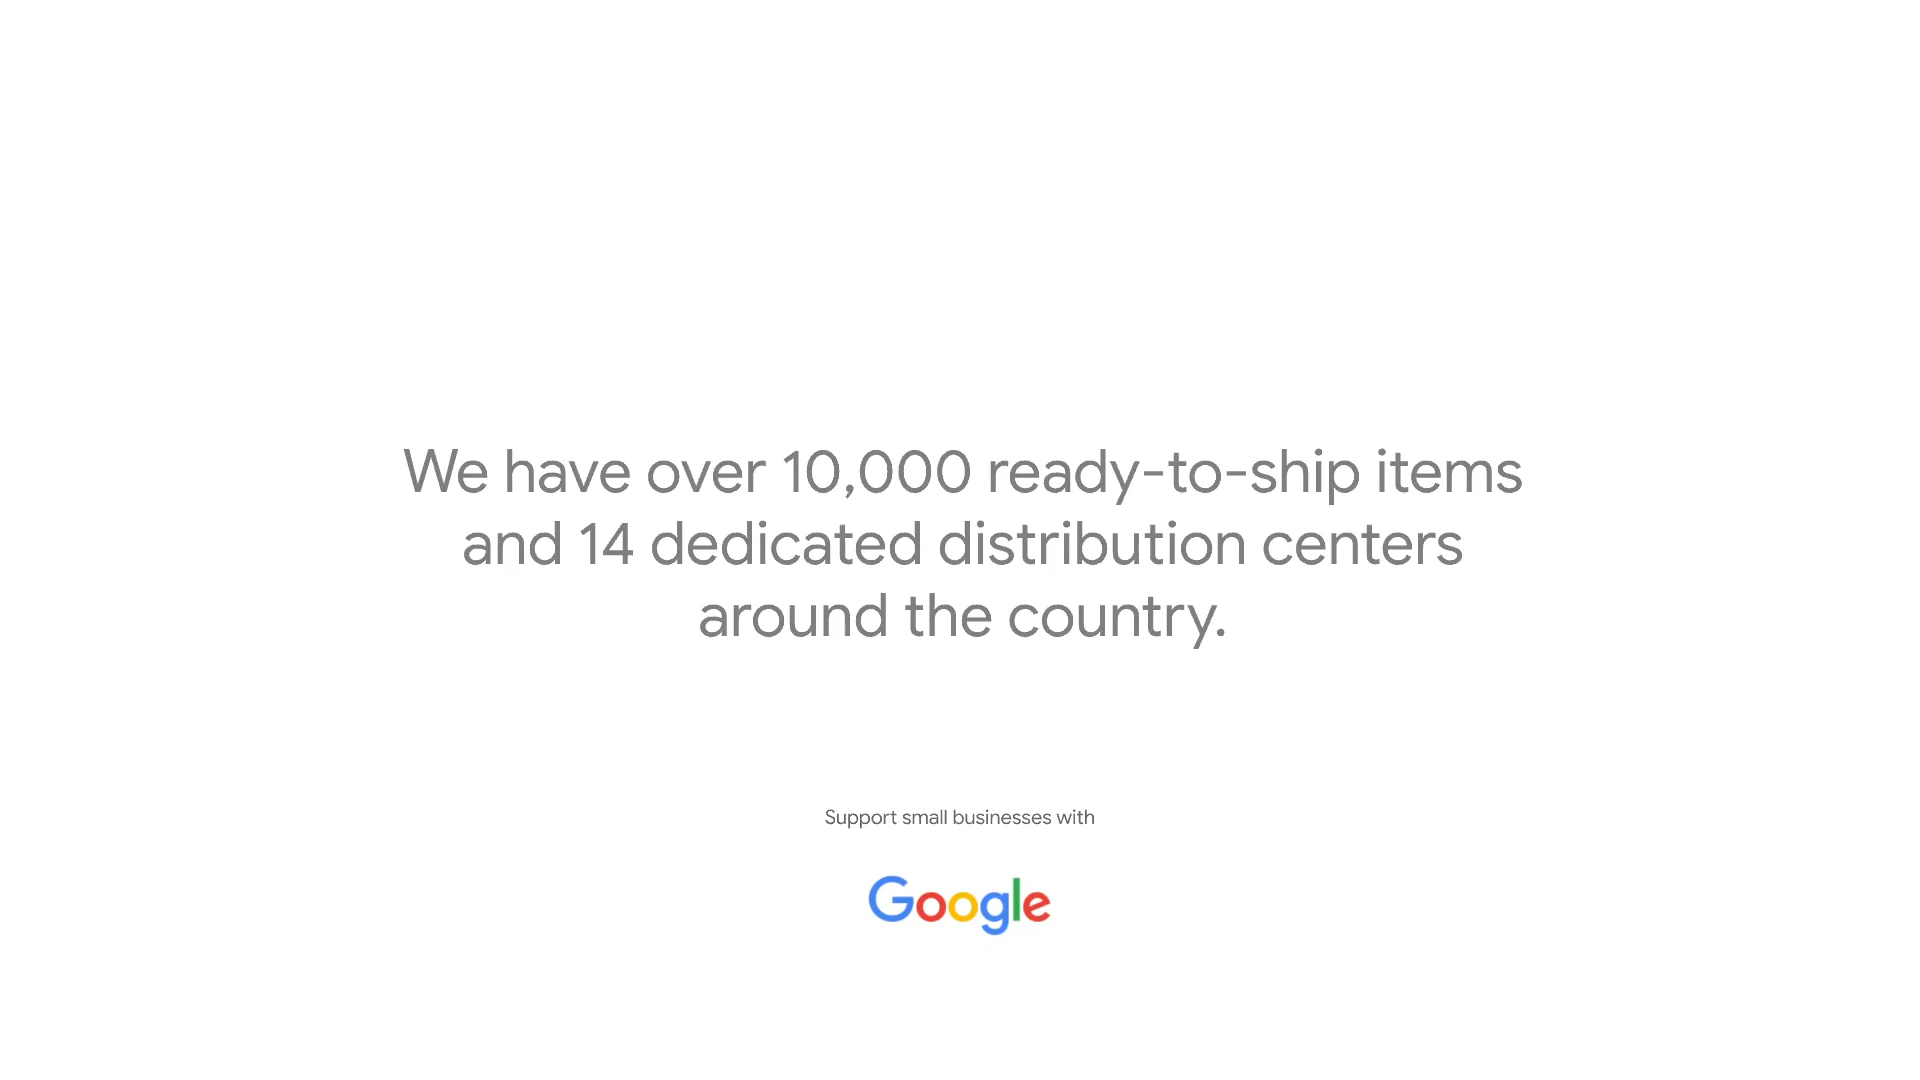 We have over 10,000 ready-to-ship items
and 14 dedicated distribution centers
around the country.
Support small businesses with
Google